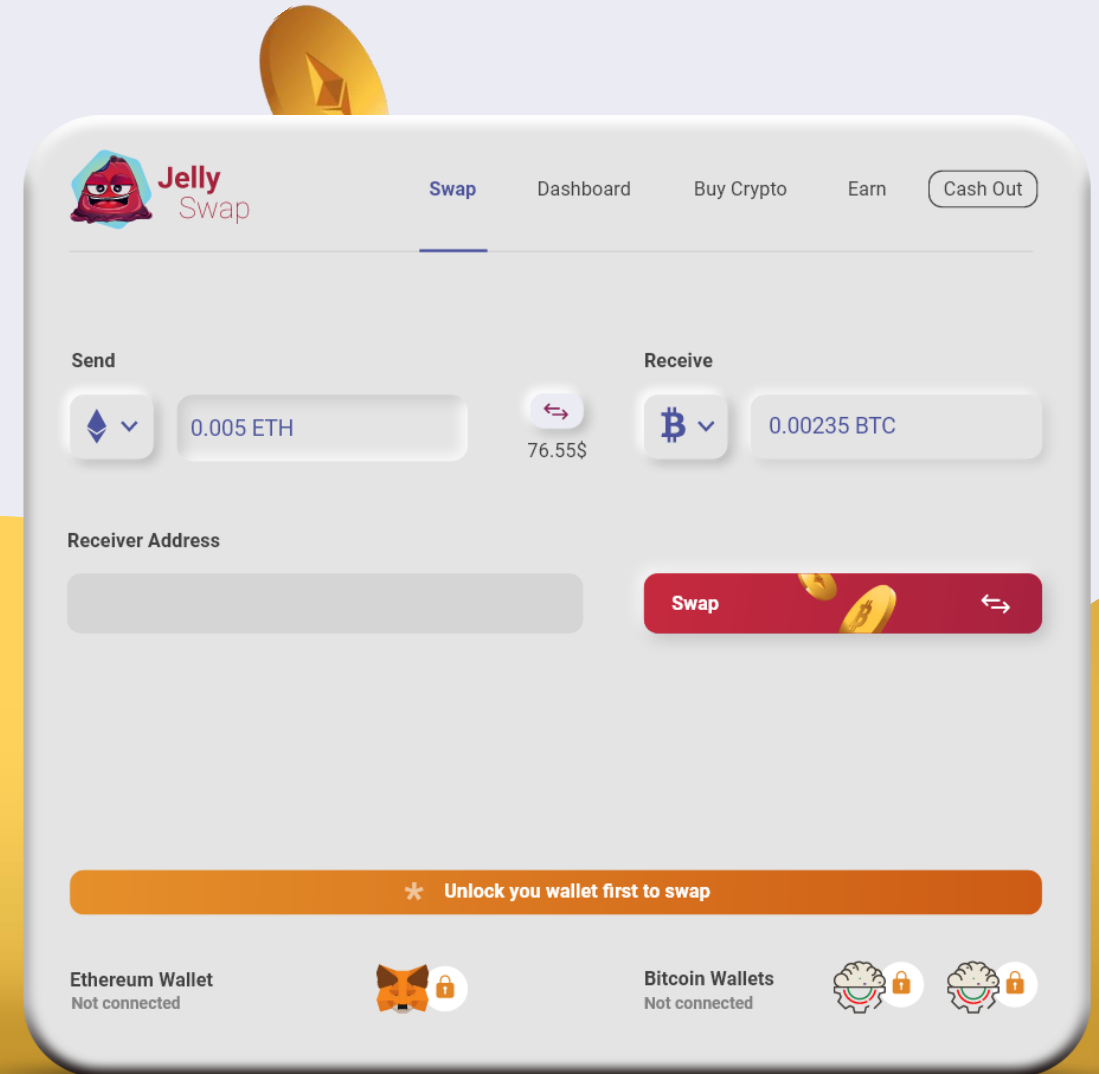 Jelly
Swap
Swap Dashboard Buy Crypto Earn Cash Out
Send
Receive
0.005 ETH
76.55$
0.00235 BTC
Receiver Address
Swap
* Unlock you wallet first to swap
Ethereum Wallet
Not connected
Bitcoin Wallets
Not connected